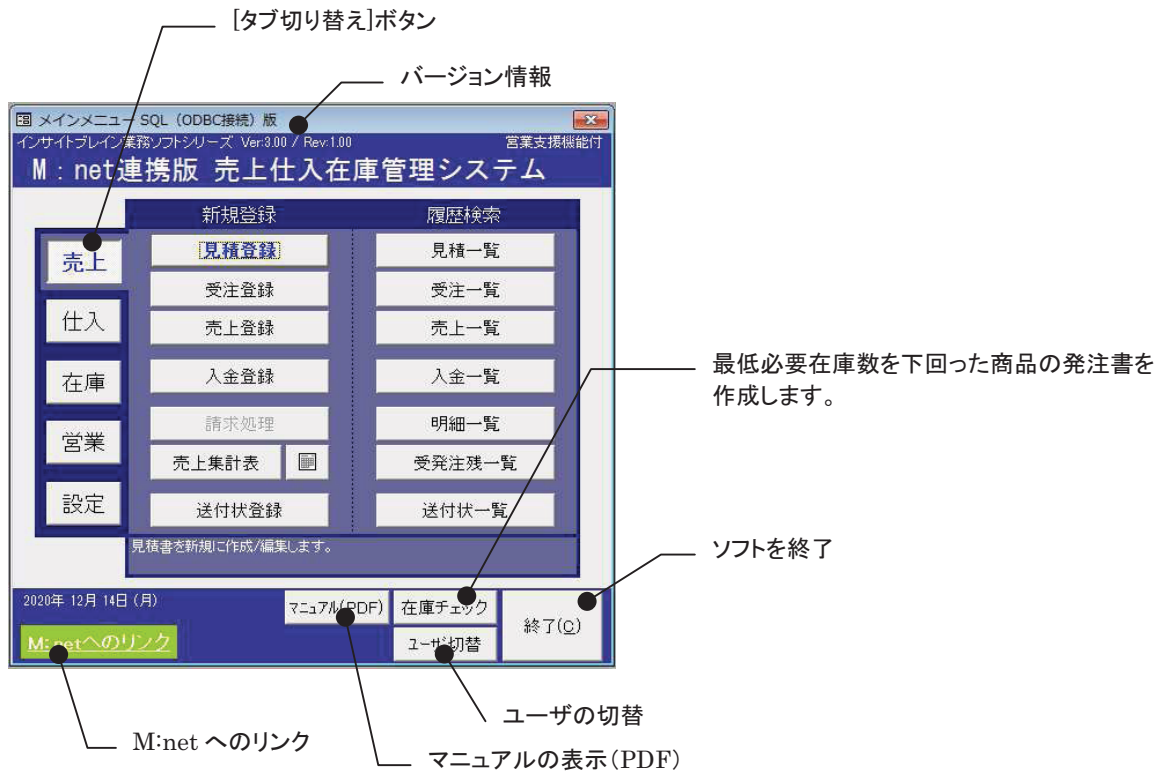 [タブ切り替え]ボタン
バージョン情報
メインメニュー SQL（ODBC接続）版
インサイトブレイン業務ソフトシリーズ Ver:3.00 / Rev:1.00
営業支援機能付
M：net連携版 売上仕入在庫管理システム
新規登録
履歴検索
売上
仕入
在庫
営業
設定
見積登録
見積一覧
受注登録
受注一覧
売上登録
売上一覧
入金登録
入金一覧
請求処理
明細一覧
売上集計表
受発注残一覧
送付状登録
送付状一覧
見積書を新規に作成/編集します。
最低必要在庫数を下回った商品の発注書を
作成します。
ソフトを終了
2020年 12月 14日 (月)
マニュアル(PDF)
在庫チェック
終了(C)
M:netへのリンク
ユーザ切替
ユーザの切替
M:net へのリンク
マニュアルの表示（PDF）